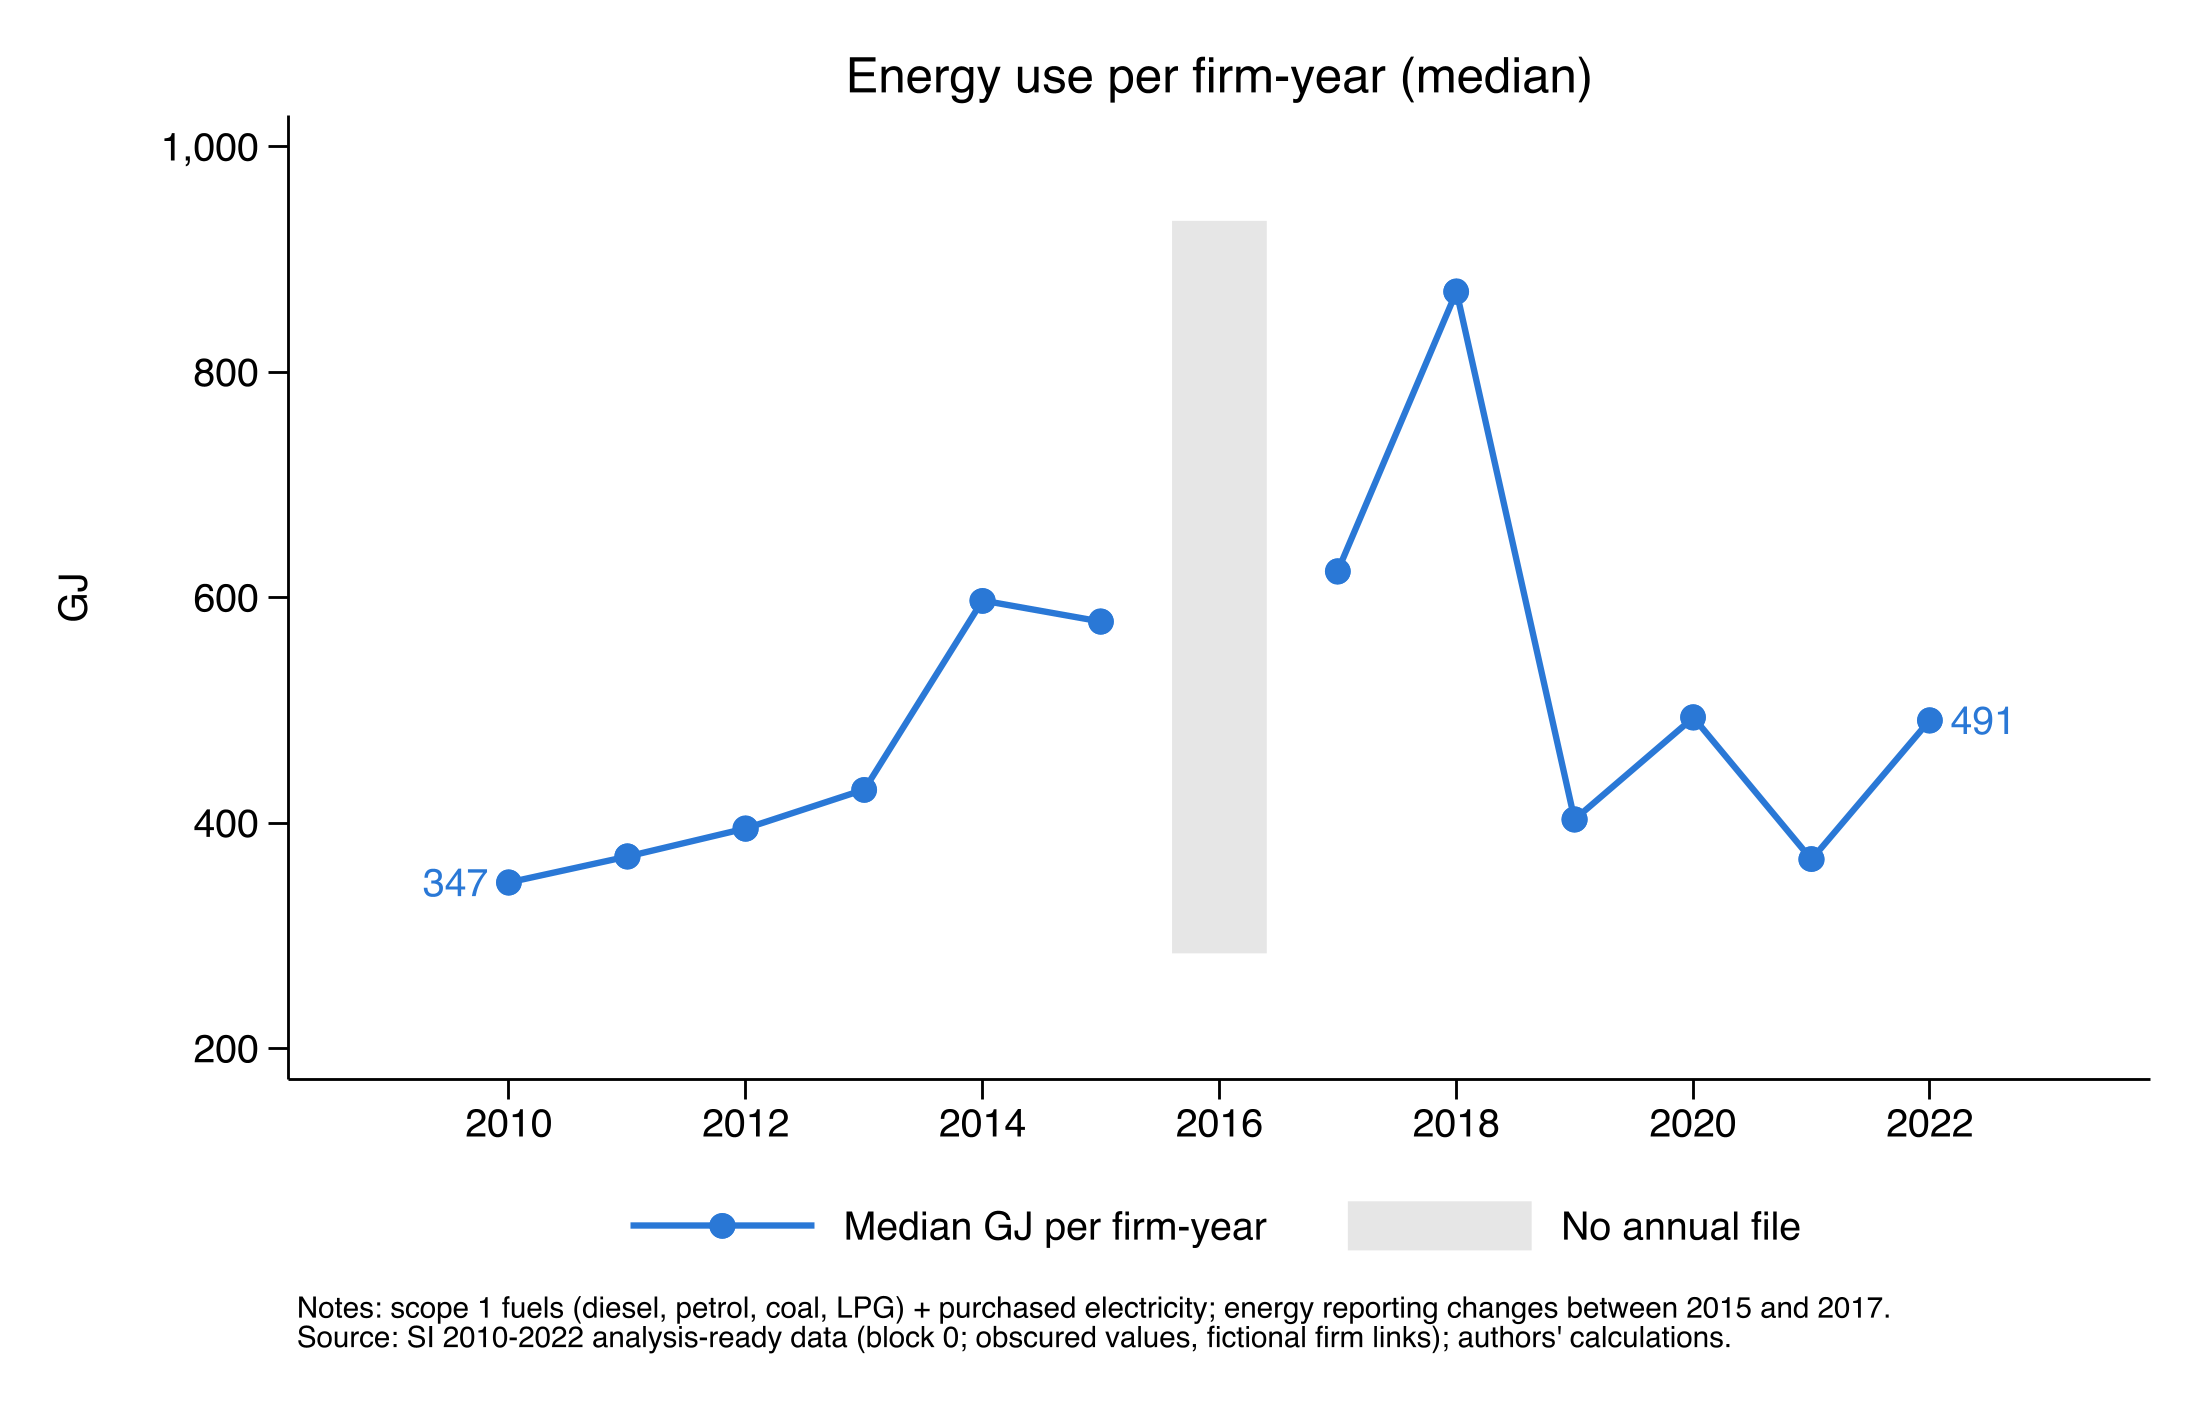 Energy use per firm-year (median)
1,000
800
600
400
200
GJ
347
491
2010 2012 2014 2016 2018 2020 2022
Median GJ per firm-year No annual file
Notes: scope 1 fuels (diesel, petrol, coal, LPG) + purchased electricity; energy reporting changes between 2015 and 2017.
Source: SI 2010-2022 analysis-ready data (block 0; obscured values, fictional firm links); authors' calculations.